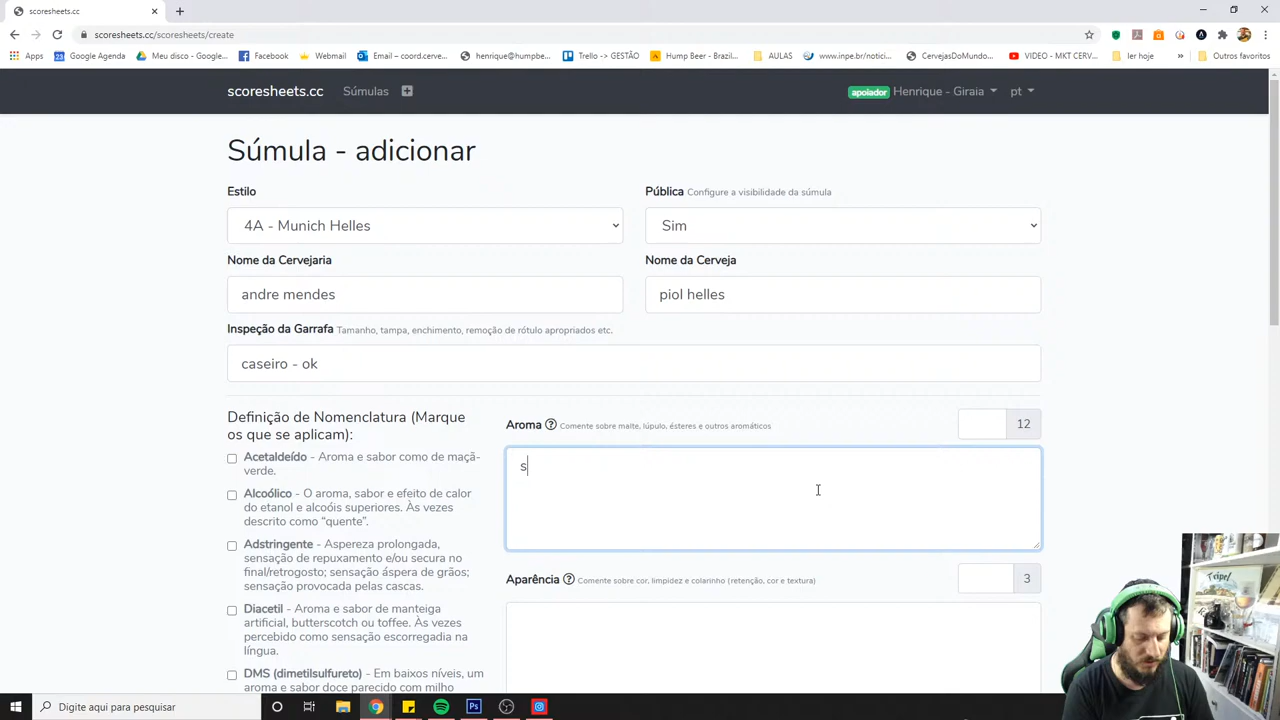 scoresheets.cc
scoresheets.cc/scoresheets/create
Apps
Google Agenda
Meu disco - Google...
Facebook
Webmail
Email – coord.cerve...
henrique@humpbe...
Trello -> GESTÃO
Hump Beer - Brazil...
AULAS
www.inpe.br/notici...
CervejasDoMundo...
VIDEO - MKT CERV...
ler hoje
»
Outros favoritos
scoresheets.cc
Súmulas
apoiador Henrique - Giraia
pt
Súmula - adicionar
Estilo
Pública Configure a visibilidade da súmula
4A - Munich Helles
Sim
Nome da Cervejaria
Nome da Cerveja
andre mendes
piol helles
Inspeção da Garrafa Tamanho, tampa, enchimento, remoção de rótulo apropriados etc.
caseiro - ok
Definição de Nomenclatura (Marque
os que se aplicam):
Acetaldeído - Aroma e sabor como de maçã-
verde.
Alcoólico - O aroma, sabor e efeito de calor
do etanol e alcoóis superiores. Às vezes
descrito como “quente”.
Adstringente - Aspereza prolongada,
sensação de repuxamento e/ou secura no
final/retrogosto; sensação áspera de grãos;
sensação provocada pelas cascas.
Diacetil - Aroma e sabor de manteiga
artificial, butterscotch ou toffee. Às vezes
percebido como sensação escorregadia na
língua.
DMS (dimetilsulfureto) - Em baixos níveis, um
aroma e sabor doce parecido com milho
Aroma Comente sobre malte, lúpulo, ésteres e outros aromáticos
12
s
Aparência Comente sobre cor, limpidez e colarinho (retenção, cor e textura)
3
Tripel
Digite aqui para pesquisar